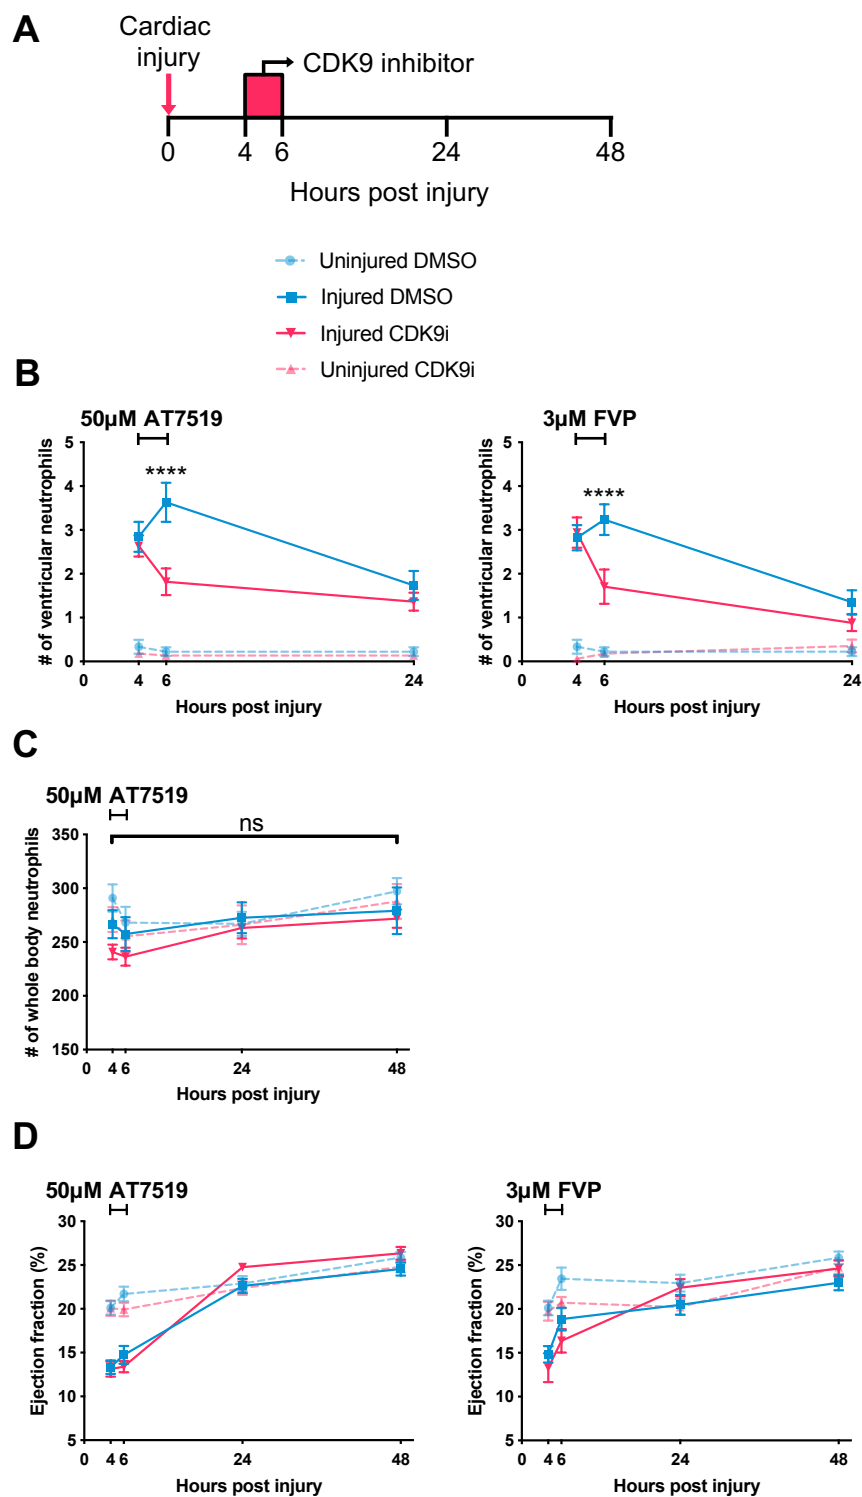 A
Cardiac
injury
CDK9 inhibitor
0 4 6 24 48
Hours post injury
Uninjured DMSO
Injured DMSO
Injured CDK9i
Uninjured CDK9i
B
50µM AT7519
# of ventricular neutrophils
5
4
3
2
1
0
****
0 4 6 24
Hours post injury
3µM FVP
# of ventricular neutrophils
5
4
3
2
1
0
****
0 4 6 24
Hours post injury
C
50µM AT7519
# of whole body neutrophils
350
300
250
200
150
ns
0 4 6 24 48
Hours post injury
D
50µM AT7519
Ejection fraction (%)
30
25
20
15
10
5
0 4 6 24 48
Hours post injury
3µM FVP
Ejection fraction (%)
30
25
20
15
10
5
0 4 6 24 48
Hours post injury